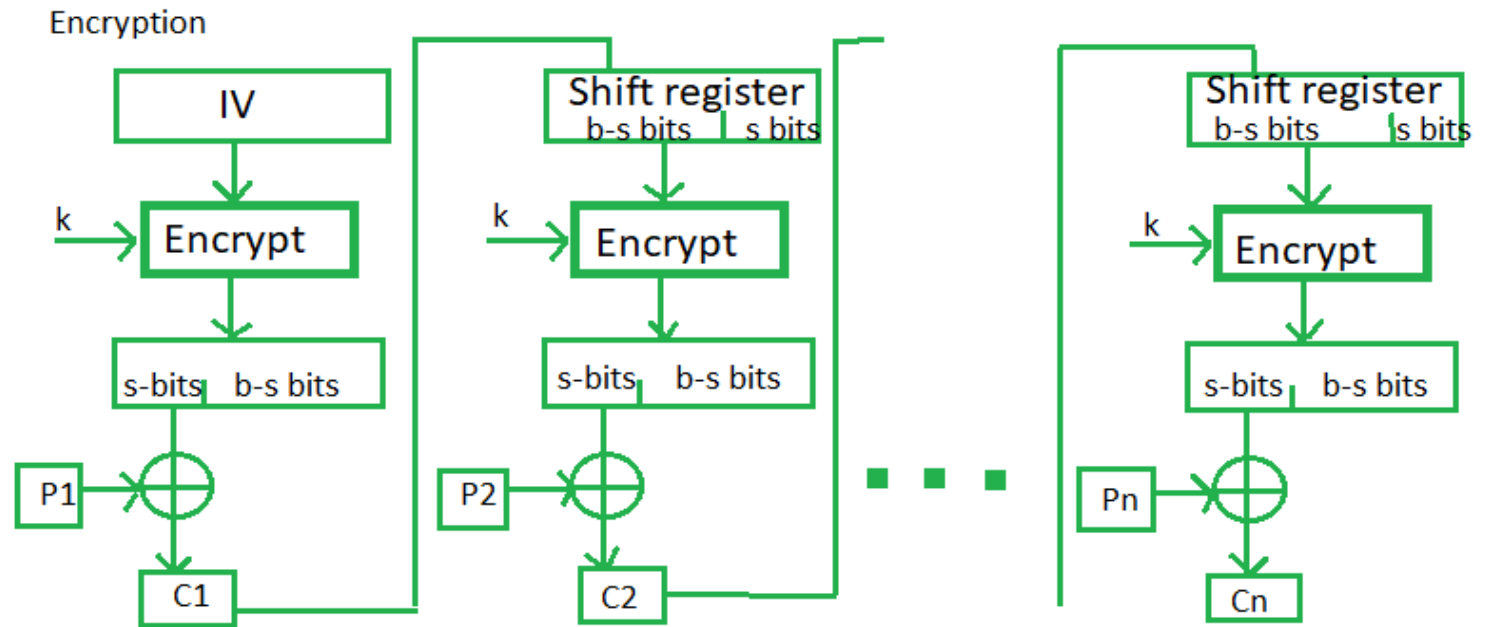 Encryption
IV
Shift register
b-s bits s bits
Shift register
b-s bits s bits
k
Encrypt
k
Encrypt
k
Encrypt
s-bits b-s bits
s-bits b-s bits
s-bits b-s bits
P1
P2
Pn
C1
C2
Cn